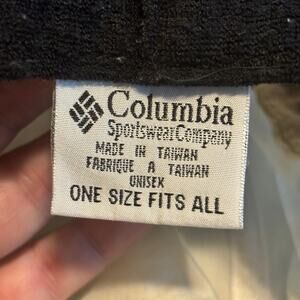 Columbia
Sportswear Company
MADE IN TAIWAN
FABRIQUE A TAIWAN
UNISEX
ONE SIZE FITS ALL